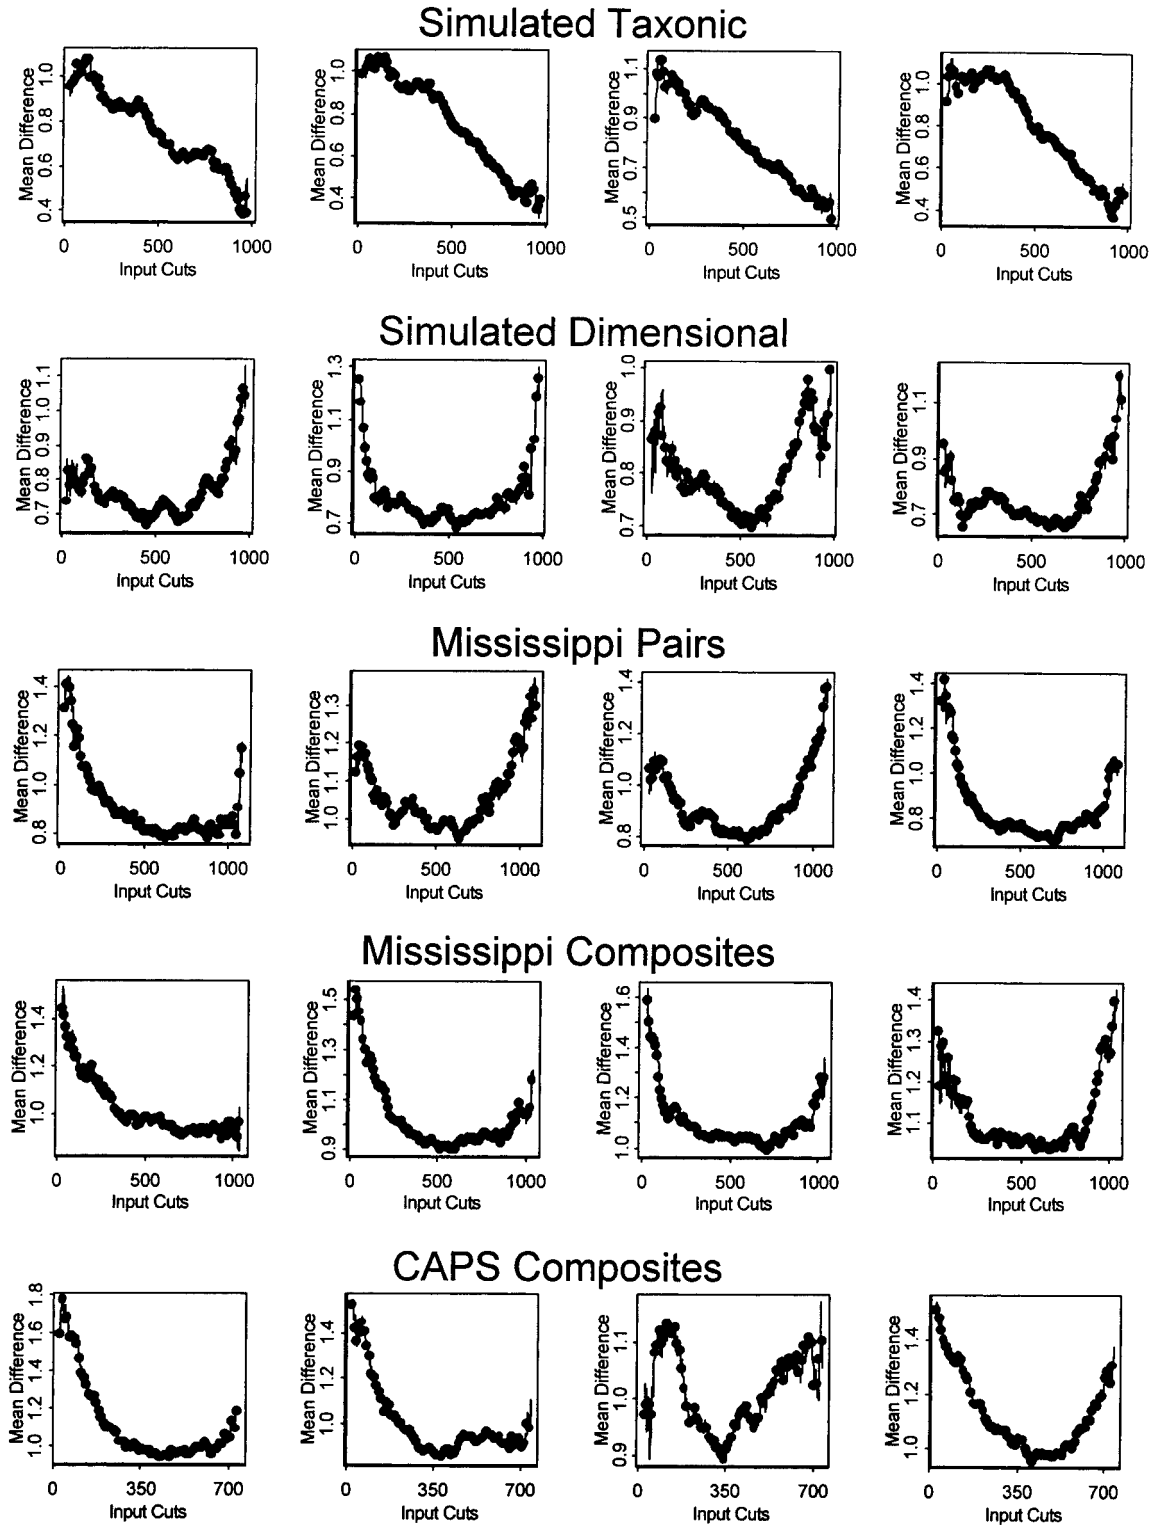 Simulated Taxonic
Mean Difference
0.4 0.6 0.8 1.0
0 500 1000
Input Cuts
Mean Difference
0.4 0.6 0.8 1.0
0 500 1000
Input Cuts
Mean Difference
0.5 0.7 0.9 1.1
0 500 1000
Input Cuts
Mean Difference
0.4 0.6 0.8 1.0
0 500 1000
Input Cuts
Simulated Dimensional
Mean Difference
0.7 0.8 0.9 1.0 1.1
0 500 1000
Input Cuts
Mean Difference
0.7 0.9 1.1 1.3
0 500 1000
Input Cuts
Mean Difference
0.7 0.8 0.9 1.0
0 500 1000
Input Cuts
Mean Difference
0.7 0.9 1.1
0 500 1000
Input Cuts
Mississippi Pairs
Mean Difference
0.8 1.0 1.2 1.4
0 500 1000
Input Cuts
Mean Difference
1.0 1.1 1.2 1.3
0 500 1000
Input Cuts
Mean Difference
0.8 1.0 1.2 1.4
0 500 1000
Input Cuts
Mean Difference
0.8 1.0 1.2 1.4
0 500 1000
Input Cuts
Mississippi Composites
Mean Difference
1.0 1.2 1.4
0 500 1000
Input Cuts
Mean Difference
0.9 1.1 1.3 1.5
0 500 1000
Input Cuts
Mean Difference
1.0 1.2 1.4 1.6
0 500 1000
Input Cuts
Mean Difference
1.1 1.2 1.3 1.4
0 500 1000
Input Cuts
CAPS Composites
Mean Difference
1.0 1.2 1.4 1.6 1.8
0 350 700
Input Cuts
Mean Difference
1.0 1.2 1.4
0 350 700
Input Cuts
Mean Difference
0.9 1.0 1.1
0 350 700
Input Cuts
Mean Difference
1.0 1.2 1.4
0 350 700
Input Cuts